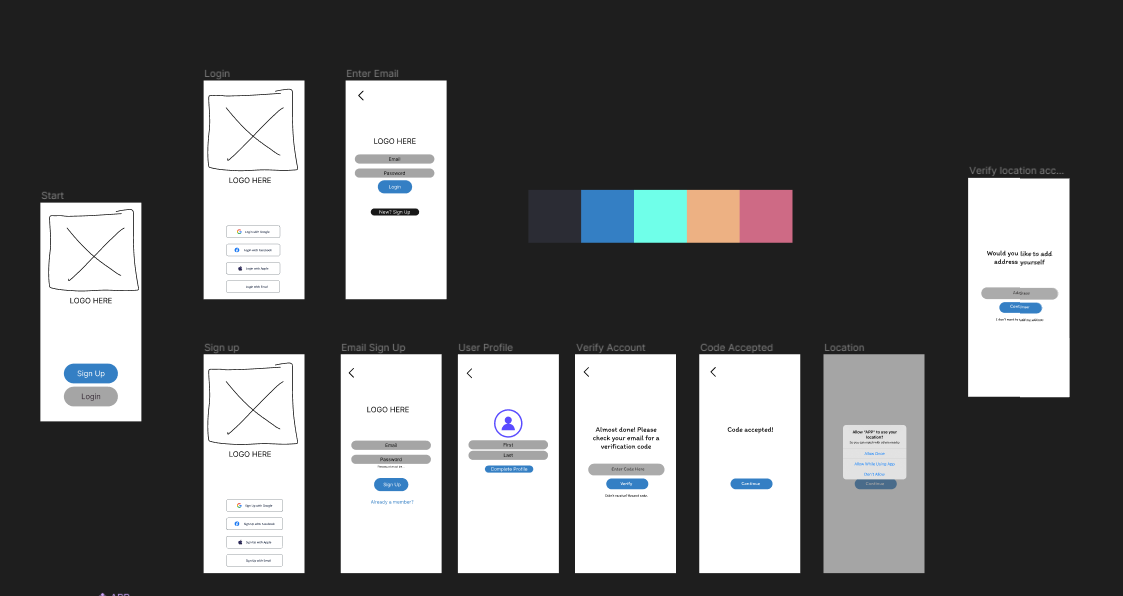 Login
LOGO HERE
Login with Google
Login with Facebook
Login with Apple
Login with Email
Enter Email
LOGO HERE
Email
Password
Login
New? Sign Up
Start
LOGO HERE
Sign Up
Login
Verify location acc...
Would you like to add
address yourself
Address
Continue
I don't want to add my address
Sign up
LOGO HERE
Sign Up with Google
Sign Up with Facebook
Sign Up with Apple
Sign Up with Email
Email Sign Up
LOGO HERE
Email
Password
Sign Up
Already a member?
User Profile
First
Last
Complete Profile
Verify Account
Almost done! Please
check your email for a
verification code
Enter Code Here
Verify
Didn't receive? Resend code.
Code Accepted
Code accepted!
Continue
Location
Allow "APP" to use your
location?
Allow Once
Allow While Using App
Don't Allow
Continue
APP